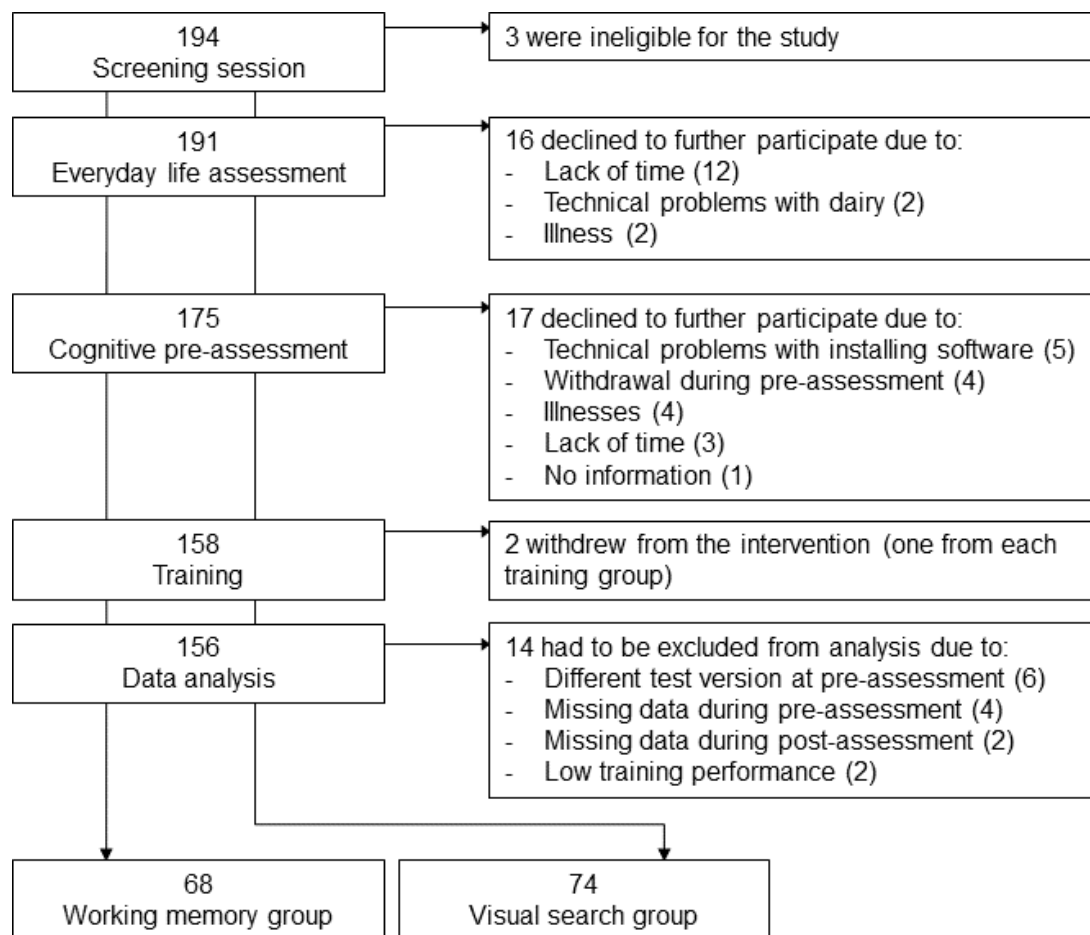 194
Screening session
3 were ineligible for the study
191
Everyday life assessment
16 declined to further participate due to:
- Lack of time (12)
- Technical problems with dairy (2)
- Illness (2)
175
Cognitive pre-assessment
17 declined to further participate due to:
- Technical problems with installing software (5)
- Withdrawal during pre-assessment (4)
- Illnesses (4)
- Lack of time (3)
- No information (1)
158
Training
2 withdrew from the intervention (one from each
training group)
156
Data analysis
14 had to be excluded from analysis due to:
- Different test version at pre-assessment (6)
- Missing data during pre-assessment (4)
- Missing data during post-assessment (2)
- Low training performance (2)
68
Working memory group
74
Visual search group